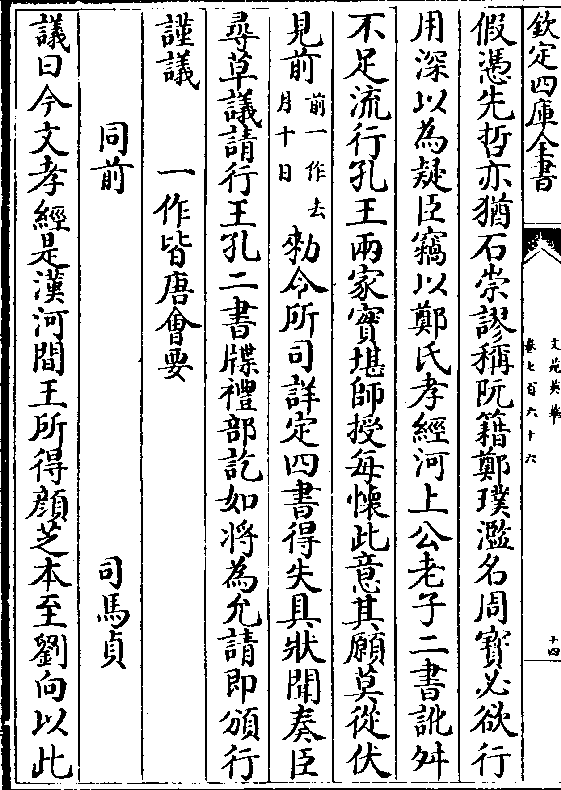 欽定四庫全書
文苑英華
卷七百六十六
十四
假憑先哲亦猶石崇謬稱阮籍鄭璞濫名周寳必欲行
用深以為疑臣竊以鄭氏孝經河上公老子二書訛舛
不足流行孔王兩家實堪師授每懷此意其願莫從伏
見前前一作去月十日勑令所司詳定四書得失具狀聞奏臣
尋草議請行王孔二書牒禮部訖如將為允請即頒行
謹議　一作皆唐會要
同前　司馬貞
議曰今文孝經是漢河間王所得顔芝本至劉向以此